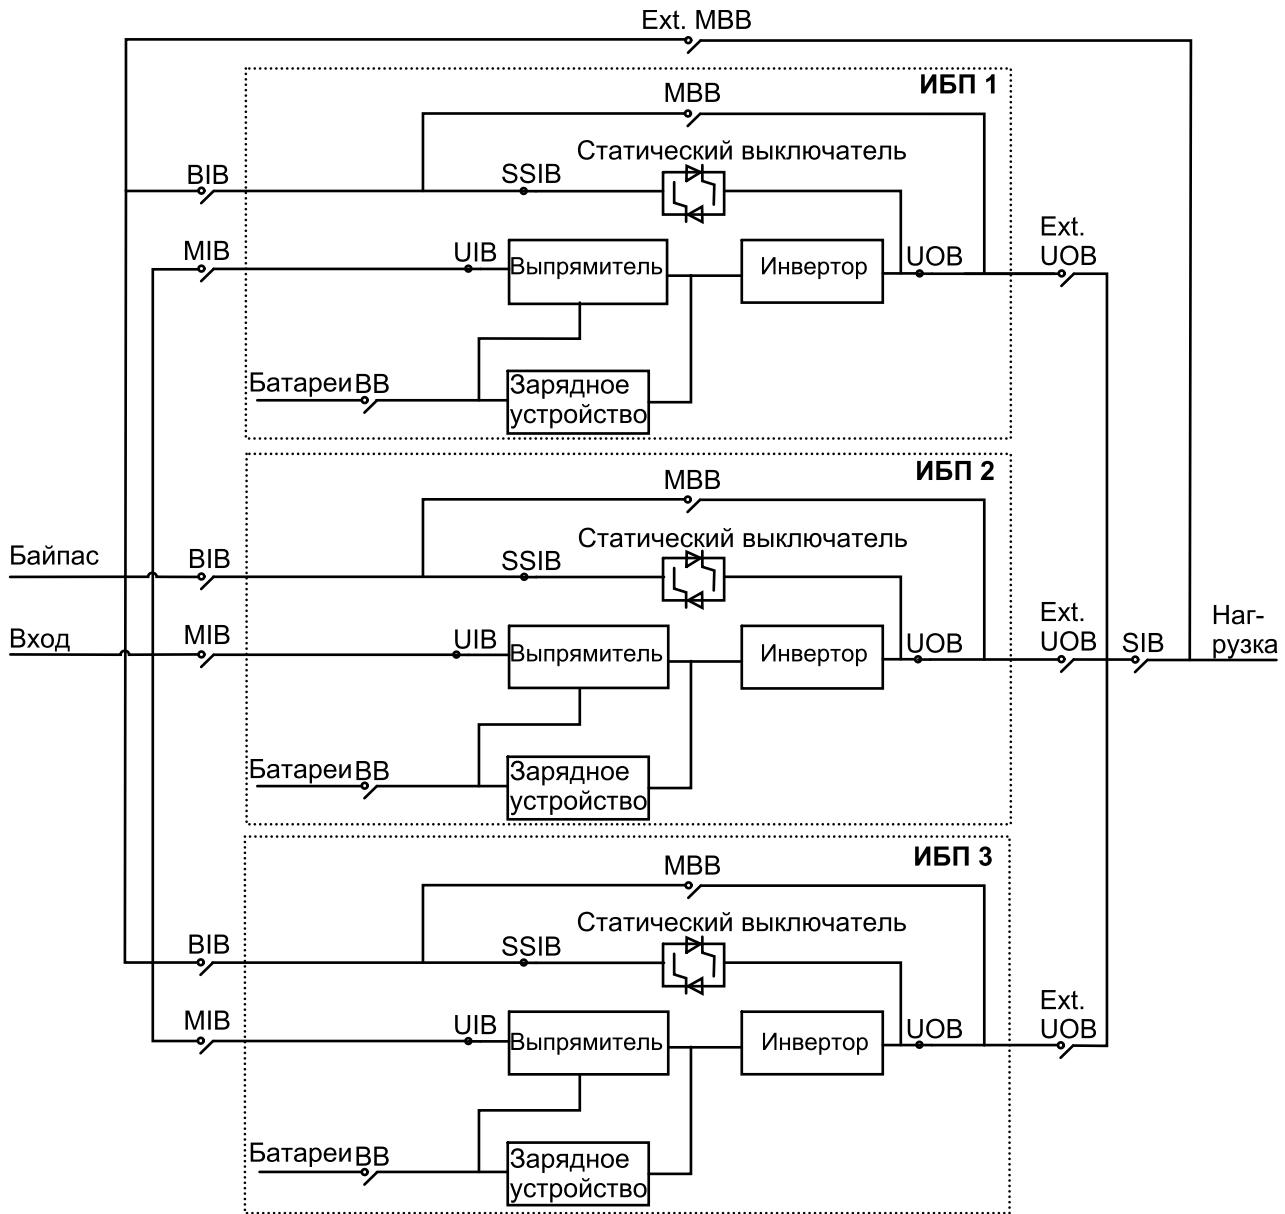 Ext. MBB
ИБП 1
MBB
Статический выключатель
BIB
SSIB
MIB
UIB
Выпрямитель
Инвертор
UOB
Ext.
UOB
Батареи BB
Зарядное
устройство
ИБП 2
MBB
Статический выключатель
Байпас
BIB
SSIB
Вход
MIB
UIB
Выпрямитель
Инвертор
UOB
Ext.
UOB
SIB
Наг-
рузка
Батареи BB
Зарядное
устройство
ИБП 3
MBB
Статический выключатель
BIB
SSIB
MIB
UIB
Выпрямитель
Инвертор
UOB
Ext.
UOB
Батареи BB
Зарядное
устройство